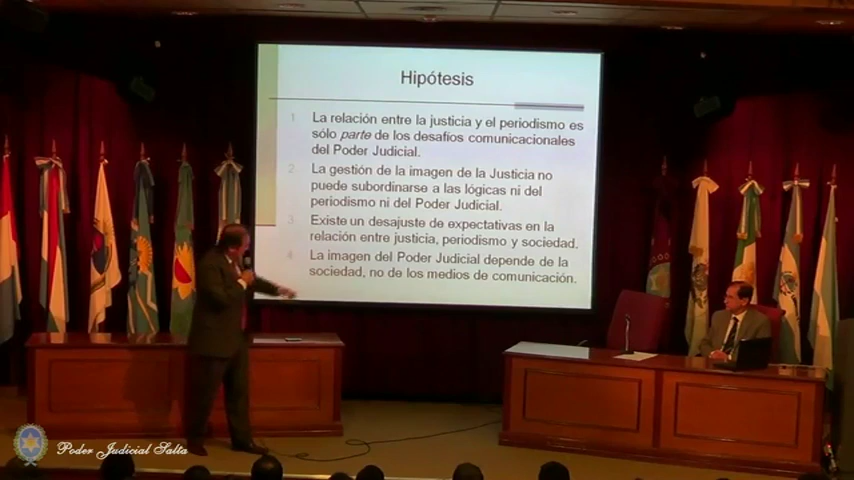 Hipótesis
1 La relación entre la justicia y el periodismo es
sólo parte de los desafíos comunicacionales
del Poder Judicial.
2 La gestión de la imagen de la Justicia no
puede subordinarse a las lógicas ni del
periodismo ni del Poder Judicial.
3 Existe un desajuste de expectativas en la
relación entre justicia, periodismo y sociedad.
4 La imagen del Poder Judicial depende de la
sociedad, no de los medios de comunicación.
Poder Judicial Salta